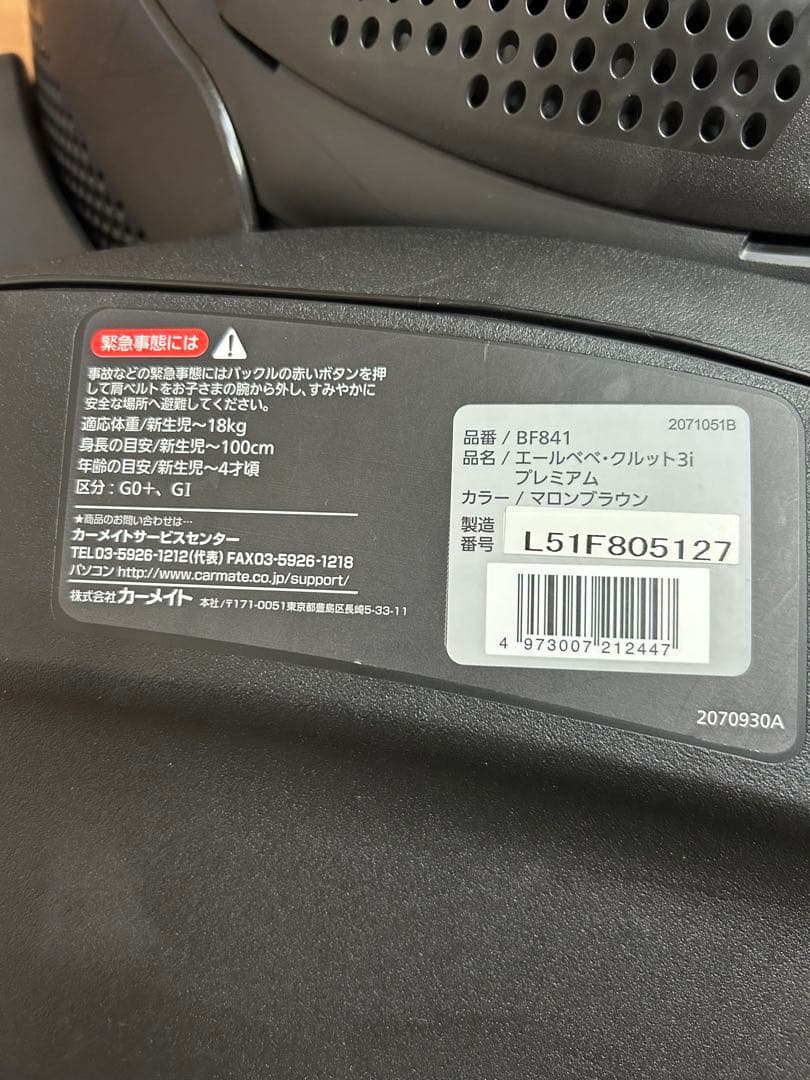 緊急事態には
事故などの緊急事態にはバックルの赤いボタンを押
して肩ベルトをお子さまの腕から外し、すみやかに
安全な場所へ避難してください。
適応体重/新生児～18kg
身長の目安/新生児～100cm
年齢の目安/新生児～4才頃
区分：G0＋、GI
★商品のお問い合わせは…
カーメイトサービスセンター
TEL03-5926-1212(代表) FAX03-5926-1218
パソコン http://www.carmate.co.jp/support/
株式会社カーメイト 本社/〒171-0051東京都豊島区長崎5-33-11
2071051B
品番 / BF841
品名 / エールベベ・クルット3i
プレミアム
カラー / マロンブラウン
製造
番号 L51F805127
4 973007 212447
2070930A